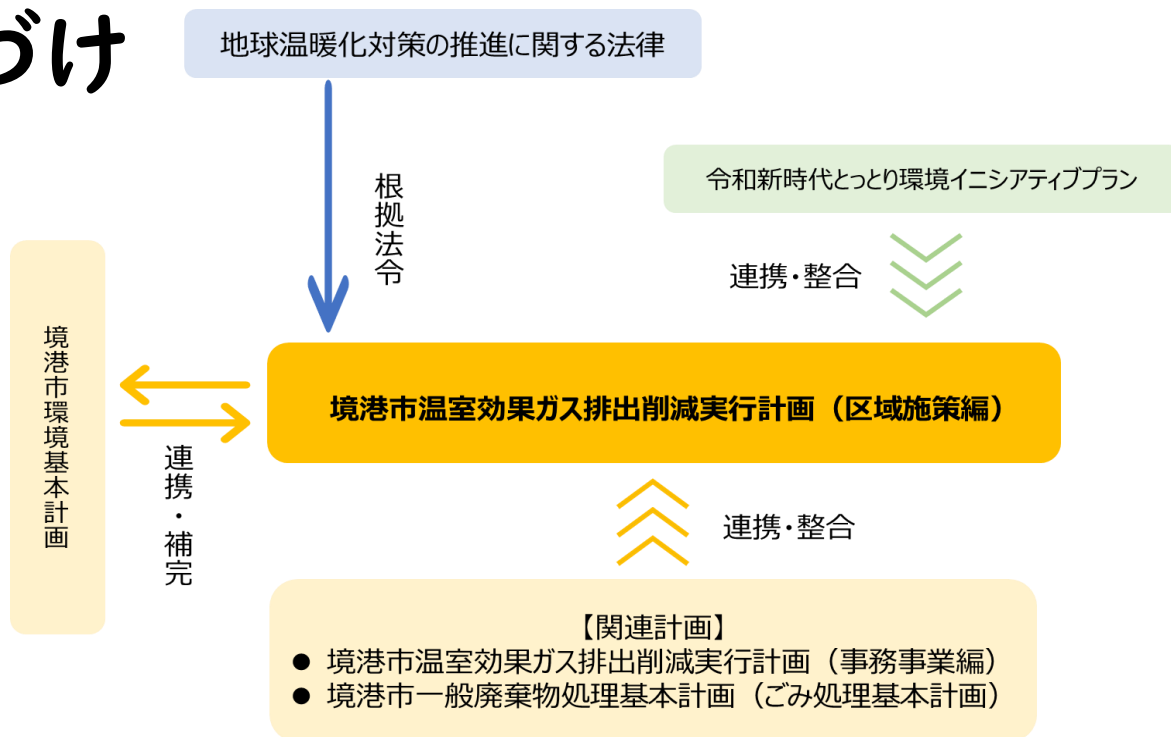 づけ
地球温暖化対策の推進に関する法律
根拠法令
令和新時代とっとり環境イニシアティブプラン
連携・整合
境港市環境基本計画
境港市温室効果ガス排出削減実行計画（区域施策編）
連携・補完
連携・整合
【関連計画】
● 境港市温室効果ガス排出削減実行計画（事務事業編）
● 境港市一般廃棄物処理基本計画（ごみ処理基本計画）